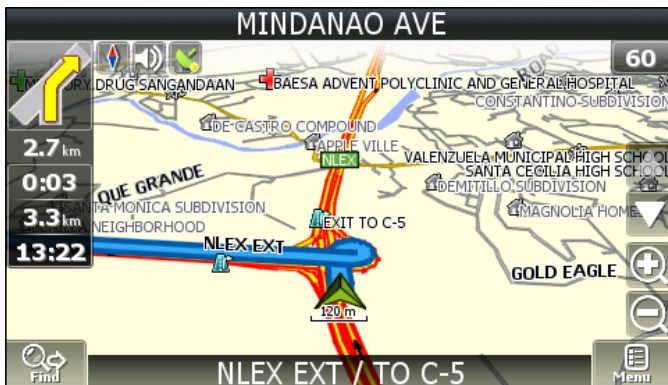 MINDANAO AVE
60
DRUG SANGANDAAN
BAESA ADVENT POLYCLINIC AND GENERAL HOSPITAL
ROAD
CONSTANTINO SUBDIVISION
DE CASTRO COMPOUND
APPLE VILLE
NLEX
2.7 km
VALENZUELA MUNICIPAL HIGH SCHOOL
SANTA CECILIA HIGH SCHOOL
DEMITILLO SUBDIVISION
0:03
QUE GRANDE
3.3 km
SANTA MONICA SUBDIVISION
MAGNOLIA HOME
EXIT TO C-5
NEIGHBORHOOD
13:22
NLEX EXT
GOLD EAGLE
120 m
Find
NLEX EXT / TO C-5
Menu